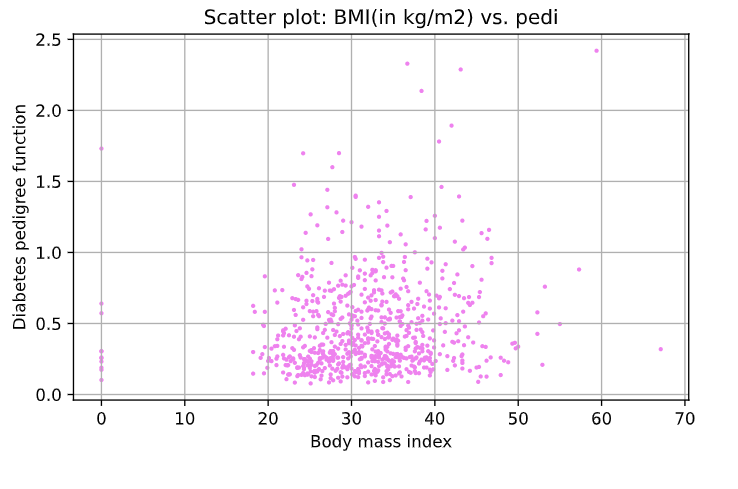 Scatter plot: BMI(in kg/m2) vs. pedi
2.5
2.0
1.5
1.0
0.5
0.0
Diabetes pedigree function
0 10 20 30 40 50 60 70
Body mass index